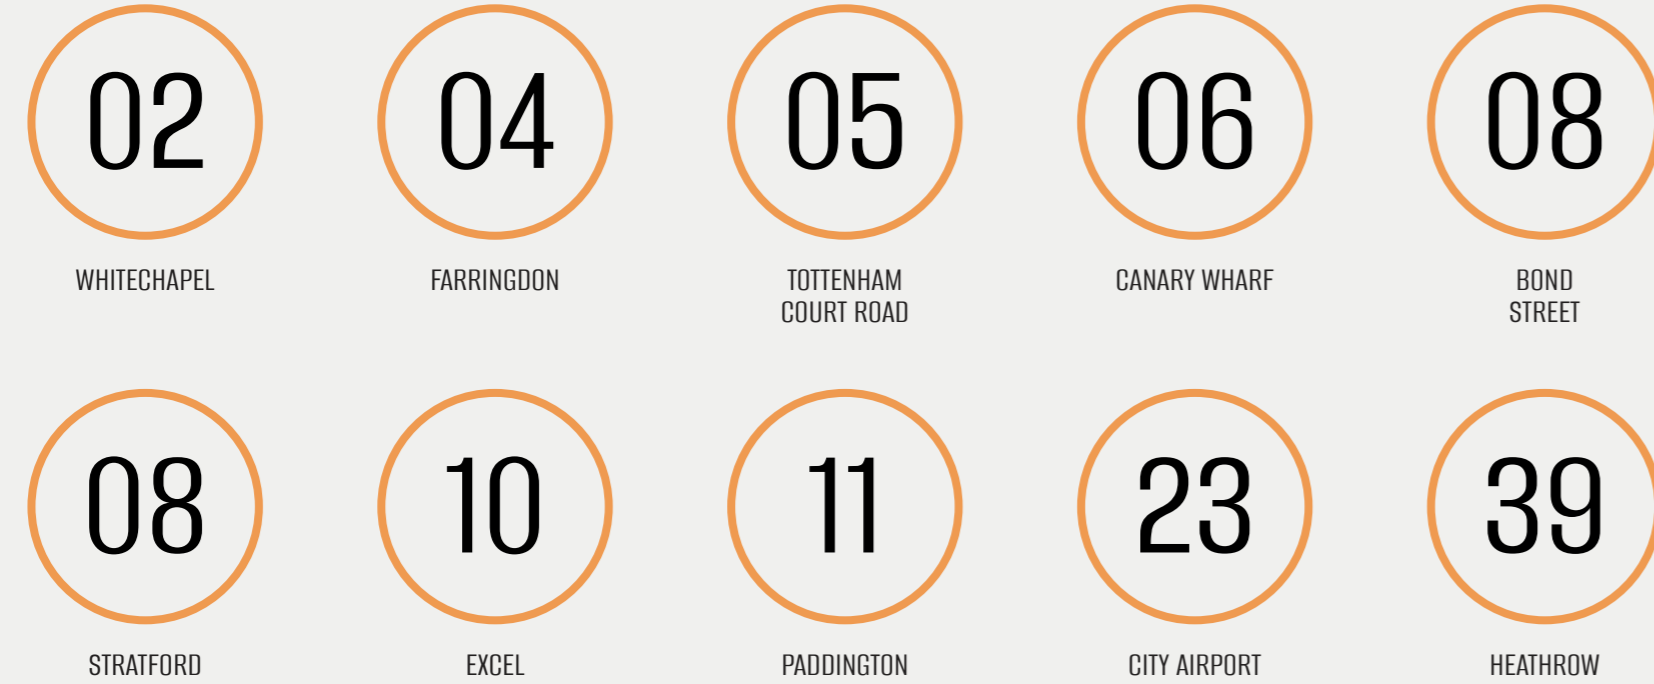 02
WHITECHAPEL
04
FARRINGDON
05
TOTTENHAM
COURT ROAD
06
CANARY WHARF
08
BOND
STREET
08
STRATFORD
10
EXCEL
11
PADDINGTON
23
CITY AIRPORT
39
HEATHROW